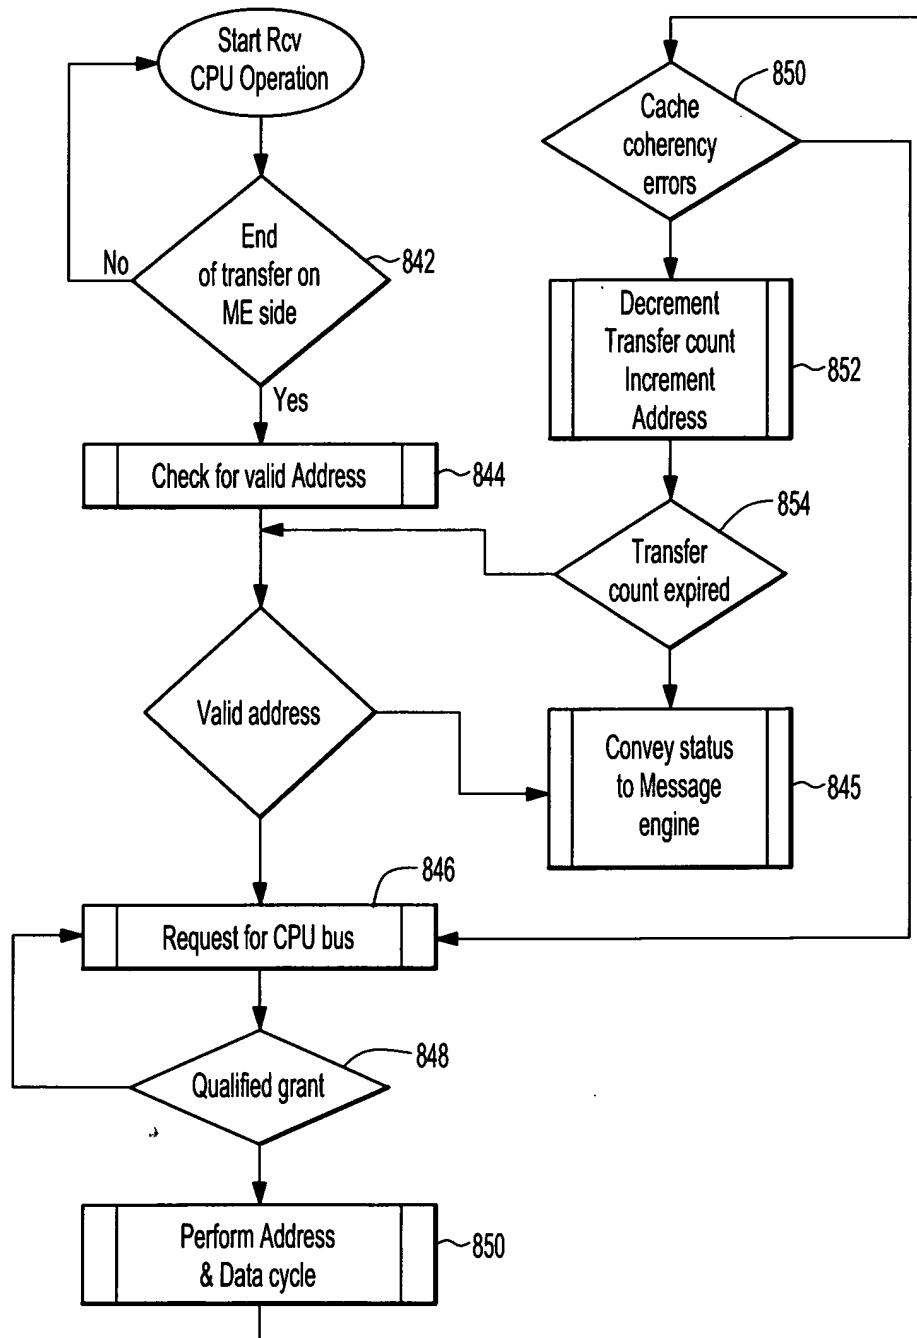 Start Rcv
CPU Operation
End
of transfer on
ME side
842
No
Yes
Check for valid Address
844
Valid address
846
Request for CPU bus
848
Qualified grant
Perform Address
& Data cycle
850
850
Cache
coherency
errors
Decrement
Transfer count
Increment
Address
852
854
Transfer
count expired
Convey status
to Message
engine
845